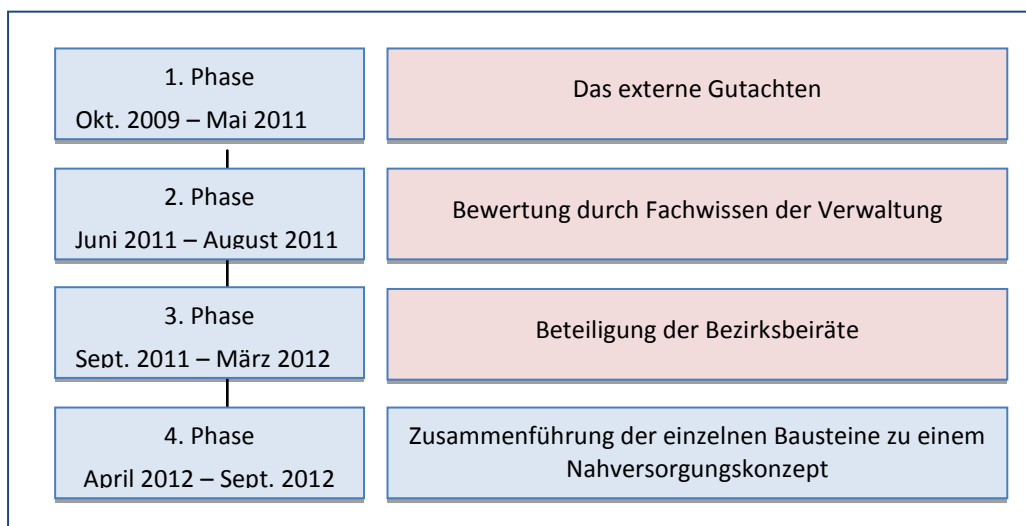 1. Phase
Okt. 2009 – Mai 2011
Das externe Gutachten
2. Phase
Juni 2011 – August 2011
Bewertung durch Fachwissen der Verwaltung
3. Phase
Sept. 2011 – März 2012
Beteiligung der Bezirksbeiräte
4. Phase
April 2012 – Sept. 2012
Zusammenführung der einzelnen Bausteine zu einem
Nahversorgungskonzept